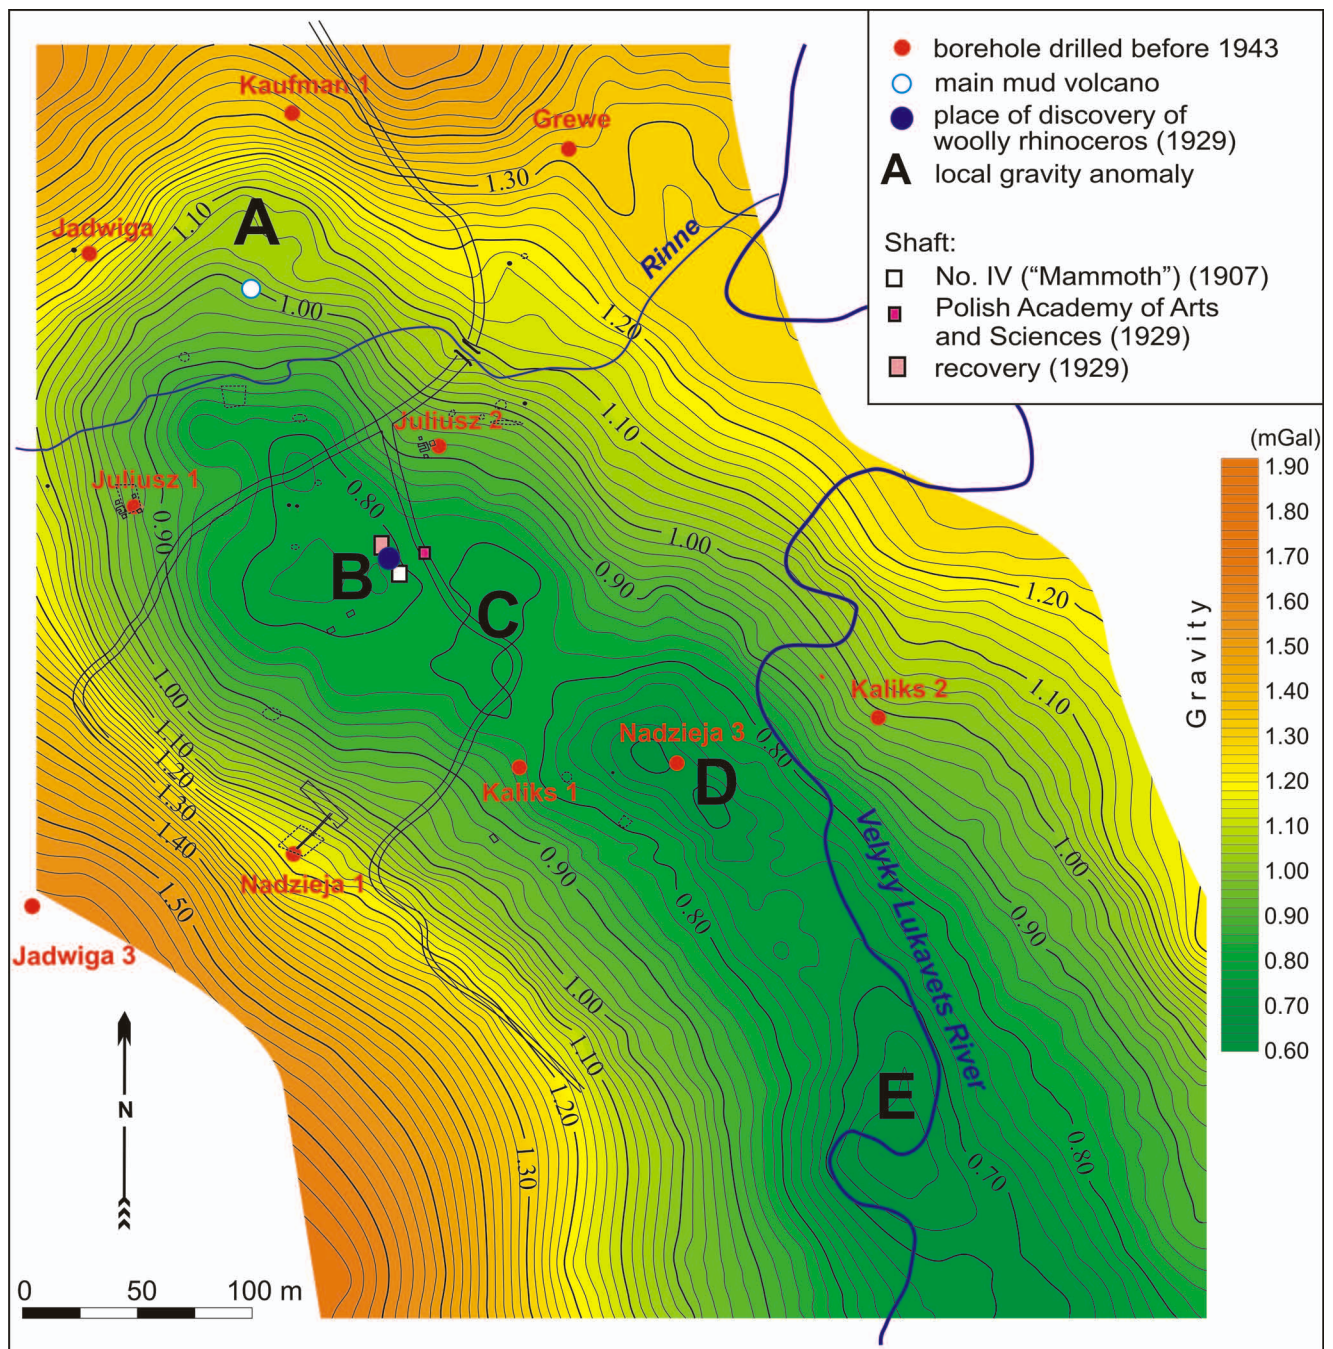 borehole drilled before 1943
main mud volcano
place of discovery of
woolly rhinoceros (1929)
A local gravity anomaly
Shaft:
No. IV (“Mammoth”) (1907)
Polish Academy of Arts
and Sciences (1929)
recovery (1929)
Kaufman 1
Grewe
1.30
1.10
A
Jadwiga
Rinne
1.00
1.20
Juliusz 2
1.10
Juliusz 1
0.80
0.90
1.00
B
C
0.90
1.20
1.00
Kaliks 2
1.10
1.10
Nadzieja 3
0.80
1.20
D
Kaliks 1
1.30
1.40
Velyky Lukavets River
1.00
0.90
Nadzieja 1
1.50
0.80
0.90
Jadwiga 3
1.00
1.10
E
1.20
0.80
1.30
0.70
N
0 50 100 m
(mGal)
Gravity
1.90
1.80
1.70
1.60
1.50
1.40
1.30
1.20
1.10
1.00
0.90
0.80
0.70
0.60